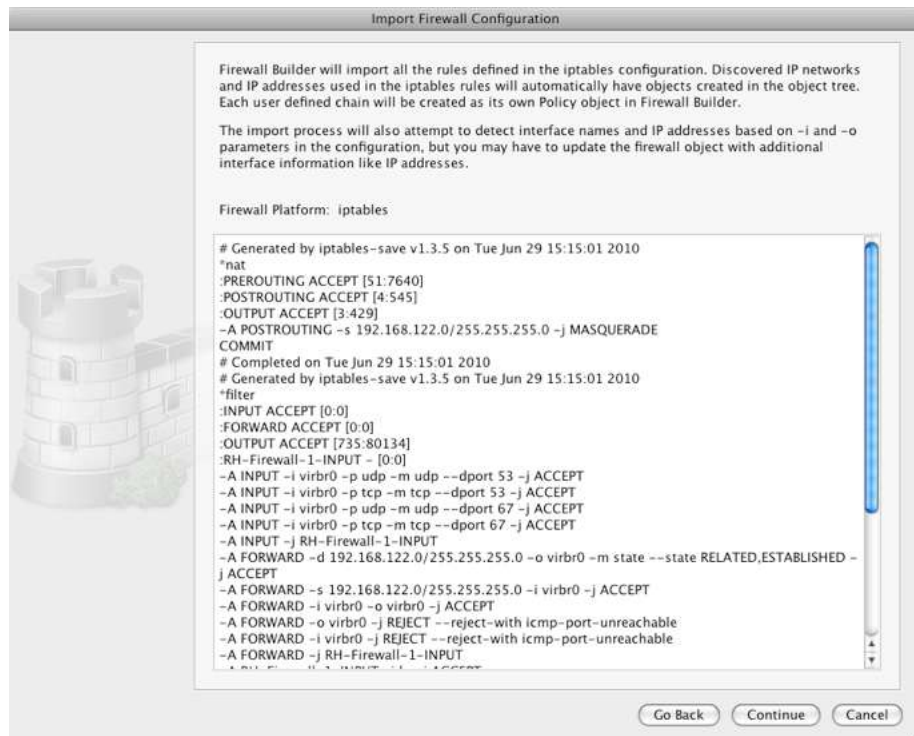 Import Firewall Configuration
Firewall Builder will import all the rules defined in the iptables configuration. Discovered IP networks
and IP addresses used in the iptables rules will automatically have objects created in the object tree.
Each user defined chain will be created as its own Policy object in Firewall Builder.
The import process will also attempt to detect interface names and IP addresses based on -i and -o
parameters in the configuration, but you may have to update the firewall object with additional
interface information like IP addresses.
Firewall Platform: iptables
# Generated by iptables-save v1.3.5 on Tue Jun 29 15:15:01 2010
*nat
:PREROUTING ACCEPT [51:7640]
:POSTROUTING ACCEPT [4:545]
:OUTPUT ACCEPT [3:429]
-A POSTROUTING -s 192.168.122.0/255.255.255.0 -j MASQUERADE
COMMIT
# Completed on Tue Jun 29 15:15:01 2010
# Generated by iptables-save v1.3.5 on Tue Jun 29 15:15:01 2010
*filter
:INPUT ACCEPT [0:0]
:FORWARD ACCEPT [0:0]
:OUTPUT ACCEPT [735:80134]
:RH-Firewall-1-INPUT - [0:0]
-A INPUT -i virbr0 -p udp -m udp --dport 53 -j ACCEPT
-A INPUT -i virbr0 -p tcp -m tcp --dport 53 -j ACCEPT
-A INPUT -i virbr0 -p udp -m udp --dport 67 -j ACCEPT
-A INPUT -i virbr0 -p tcp -m tcp --dport 67 -j ACCEPT
-A INPUT -j RH-Firewall-1-INPUT
-A FORWARD -d 192.168.122.0/255.255.255.0 -o virbr0 -m state --state RELATED,ESTABLISHED -
j ACCEPT
-A FORWARD -s 192.168.122.0/255.255.255.0 -i virbr0 -j ACCEPT
-A FORWARD -i virbr0 -o virbr0 -j ACCEPT
-A FORWARD -o virbr0 -j REJECT --reject-with icmp-port-unreachable
-A FORWARD -i virbr0 -j REJECT --reject-with icmp-port-unreachable
-A FORWARD -j RH-Firewall-1-INPUT
Go Back
Continue
Cancel